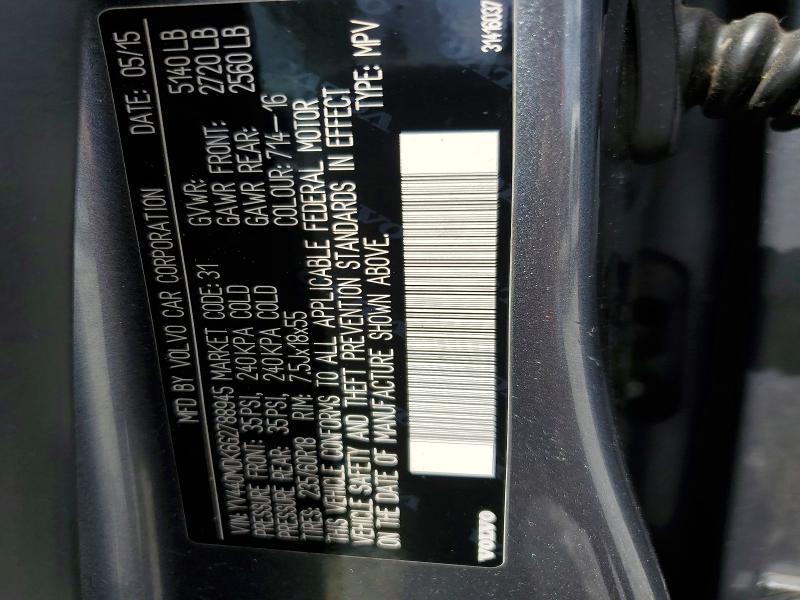 MFD BY VOLVO CAR CORPORATION DATE: 05/15
VIN: YV440MDK6G2788945 MARKET CODE: 31 GVWR: 5140 LB
PRESSURE FRONT: 35PSI, 240KPA COLD GAWR FRONT: 2720 LB
PRESSURE REAR: 35PSI, 240KPA COLD GAWR REAR: 2560 LB
TIRES: 235/60R18 RIM: 7.5Jx18x55 COLOUR: 714-16
THIS VEHICLE CONFORMS TO ALL APPLICABLE FEDERAL MOTOR
VEHICLE SAFETY AND THEFT PREVENTION STANDARDS IN EFFECT
ON THE DATE OF MANUFACTURE SHOWN ABOVE. TYPE: MPV
VOLVO 31416037